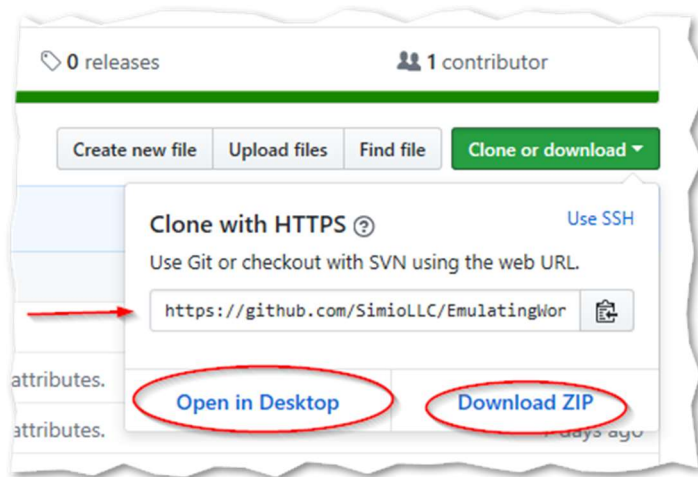 0 releases
1 contributor
Create new file
Upload files
Find file
Clone or download
Clone with HTTPS
Use SSH
Use Git or checkout with SVN using the web URL.
https://github.com/SimioLLC/EmulatingWor
attributes.
Open in Desktop
Download ZIP
attributes.
days ago